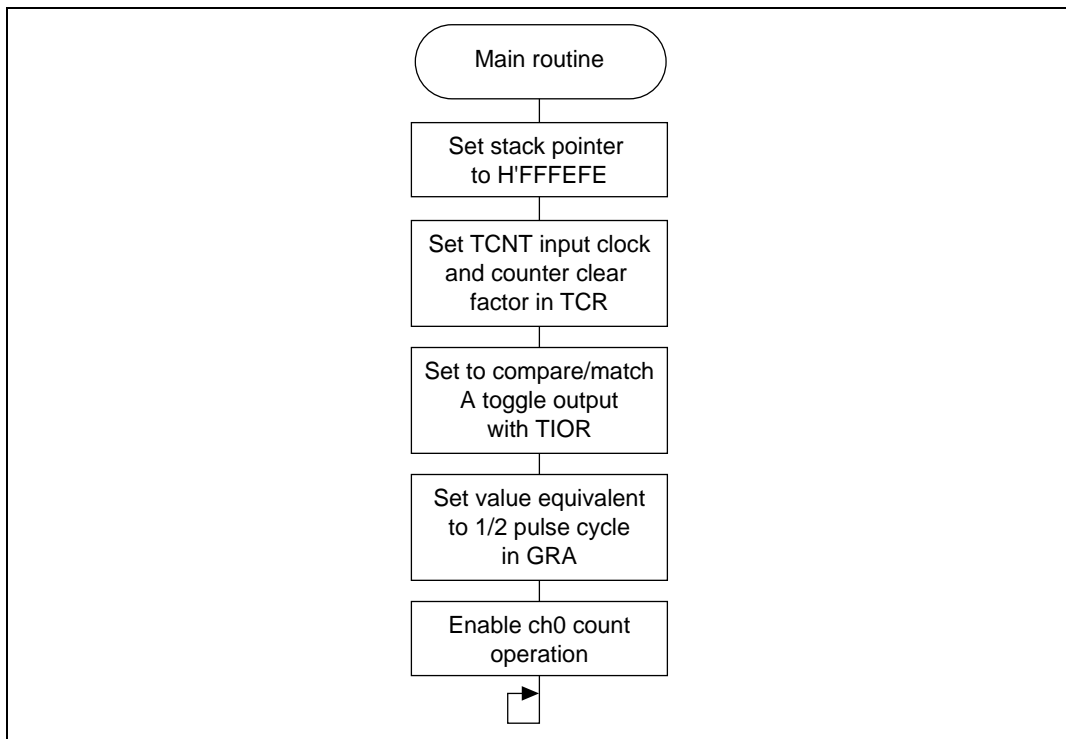 Main routine
Set stack pointer
to H'FFFEFE
Set TCNT input clock
and counter clear
factor in TCR
Set to compare/match
A toggle output
with TIOR
Set value equivalent
to 1/2 pulse cycle
in GRA
Enable ch0 count
operation